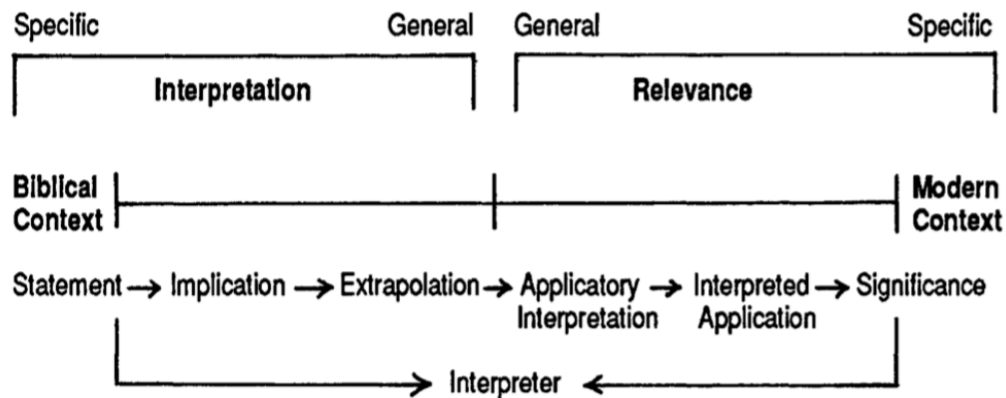 Specific General General Specific
Interpretation Relevance
Biblical Context
Modern Context
Statement → Implication → Extrapolation → Applicatory Interpretation → Interpreted Application → Significance
Interpreter